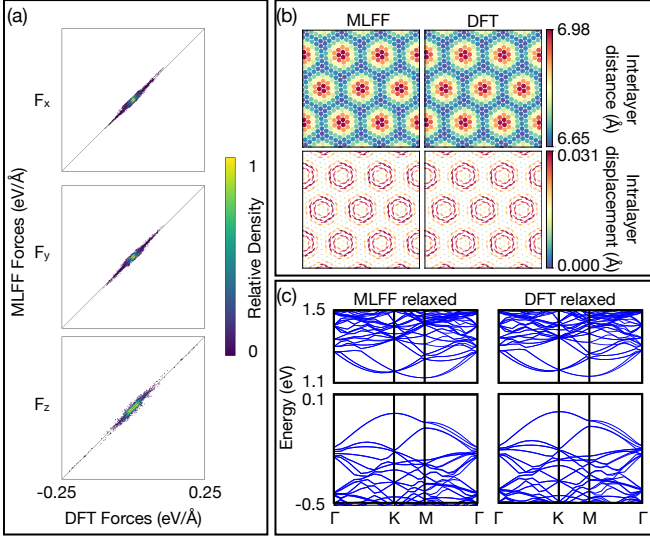 (a)
Fx
Fy
Fz
MLFF Forces (eV/Å)
-0.25
0.25
DFT Forces (eV/Å)
1
0
Relative Density
(b)
MLFF
DFT
6.98
6.65
Interlayer
distance (Å)
0.031
0.000
Intralayer
displacement (Å)
(c)
MLFF relaxed
DFT relaxed
1.5
1.1
0.1
-0.5
Energy (eV)
Γ K M Γ Γ K M Γ